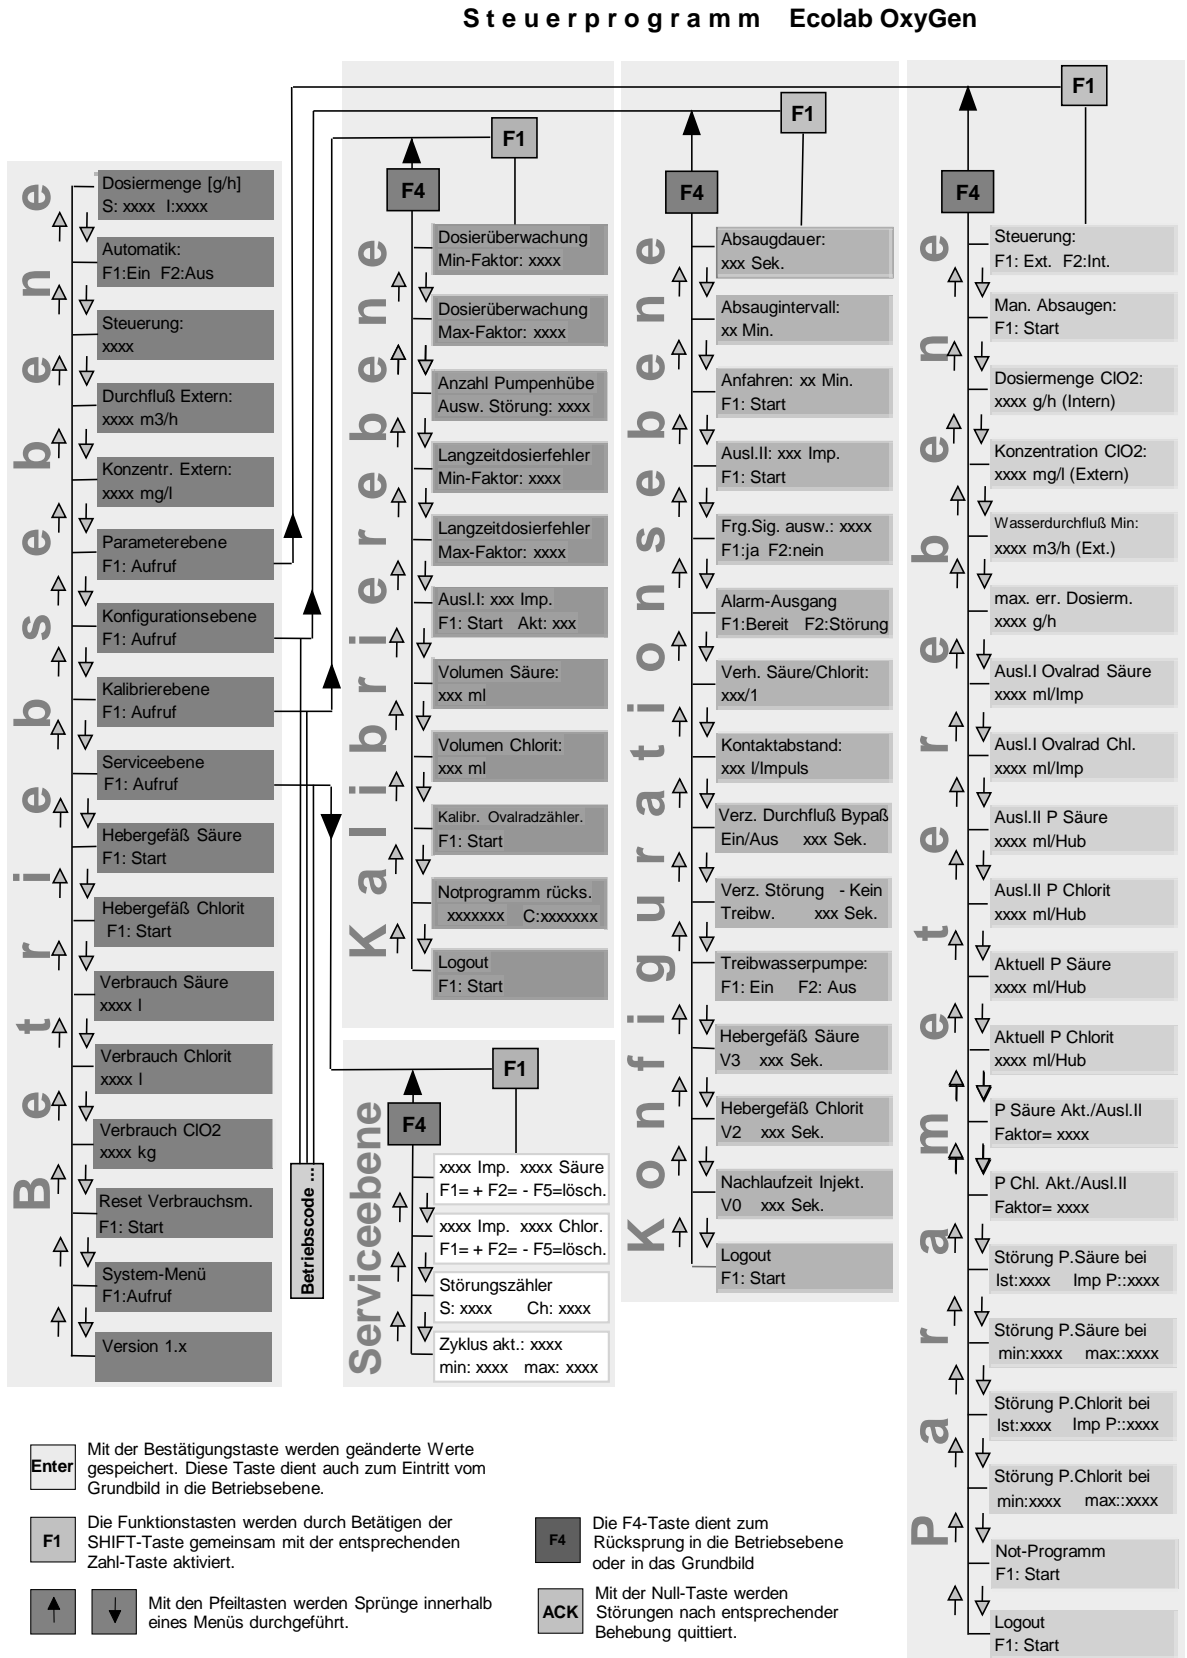 Steuerprogramm Ecolab OxyGen
Betriebsebene
Dosiermenge [g/h]
S: xxxx I:xxxx
Automatik:
F1:Ein F2:Aus
Steuerung:
xxxx
Durchfluß Extern:
xxxx m3/h
Konzentr. Extern:
xxxx mg/l
Parameterebene
F1: Aufruf
Konfigurationsebene
F1: Aufruf
Kalibrierebene
F1: Aufruf
Serviceebene
F1: Aufruf
Hebergefäß Säure
F1: Start
Hebergefäß Chlorit
F1: Start
Verbrauch Säure
xxxx l
Verbrauch Chlorit
xxxx l
Verbrauch ClO2
xxxx kg
Reset Verbrauchsm.
F1: Start
System-Menü
F1:Aufruf
Version 1.x
Betriebscode ...
Kalibrierebene
F1
F4
Dosierüberwachung
Min-Faktor: xxxx
Dosierüberwachung
Max-Faktor: xxxx
Anzahl Pumpenhübe
Ausw. Störung: xxxx
Langzeitdosierfehler
Min-Faktor: xxxx
Langzeitdosierfehler
Max-Faktor: xxxx
Ausl.I: xxx Imp.
F1: Start Akt: xxx
Volumen Säure:
xxx ml
Volumen Chlorit:
xxx ml
Kalibr. Ovalradzähler.
F1: Start
Notprogramm rücks.
xxxxxxx C:xxxxxxx
Logout
F1: Start
Serviceebene
F1
F4
xxxx Imp. xxxx Säure
F1= + F2= - F5=lösch.
xxxx Imp. xxxx Chlor.
F1= + F2= - F5=lösch.
Störungszähler
S: xxxx Ch: xxxx
Zyklus akt.: xxxx
min: xxxx max: xxxx
Konfigurationsebene
F1
F4
Absaugdauer:
xxx Sek.
Absaugintervall:
xx Min.
Anfahren: xx Min.
F1: Start
Ausl.II: xxx Imp.
F1: Start
Frg.Sig. ausw.: xxxx
F1:ja F2:nein
Alarm-Ausgang
F1:Bereit F2:Störung
Verh. Säure/Chlorit:
xxx/1
Kontaktabstand:
xxx l/Impuls
Verz. Durchfluß Bypaß
Ein/Aus xxx Sek.
Verz. Störung - Kein
Treibw. xxx Sek.
Treibwasserpumpe:
F1: Ein F2: Aus
Hebergefäß Säure
V3 xxx Sek.
Hebergefäß Chlorit
V2 xxx Sek.
Nachlaufzeit Injekt.
V0 xxx Sek.
Logout
F1: Start
Parameterebene
F1
F4
Steuerung:
F1: Ext. F2:Int.
Man. Absaugen:
F1: Start
Dosiermenge ClO2:
xxxx g/h (Intern)
Konzentration ClO2:
xxxx mg/l (Extern)
Wasserdurchfluß Min:
xxxx m3/h (Ext.)
max. err. Dosierm.
xxxx g/h
Ausl.I Ovalrad Säure
xxxx ml/Imp
Ausl.I Ovalrad Chl.
xxxx ml/Imp
Ausl.II P Säure
xxxx ml/Hub
Ausl.II P Chlorit
xxxx ml/Hub
Aktuell P Säure
xxxx ml/Hub
Aktuell P Chlorit
xxxx ml/Hub
P Säure Akt./Ausl.II
Faktor= xxxx
P Chl. Akt./Ausl.II
Faktor= xxxx
Störung P.Säure bei
Ist:xxxx Imp P::xxxx
Störung P.Säure bei
min:xxxx max::xxxx
Störung P.Chlorit bei
Ist:xxxx Imp P::xxxx
Störung P.Chlorit bei
min:xxxx max::xxxx
Not-Programm
F1: Start
Logout
F1: Start
Enter
Mit der Bestätigungstaste werden geänderte Werte
gespeichert. Diese Taste dient auch zum Eintritt vom
Grundbild in die Betriebsebene.
F1
Die Funktionstasten werden durch Betätigen der
SHIFT-Taste gemeinsam mit der entsprechenden
Zahl-Taste aktiviert.
Mit den Pfeiltasten werden Sprünge innerhalb
eines Menüs durchgeführt.
F4
Die F4-Taste dient zum
Rücksprung in die Betriebsebene
oder in das Grundbild
ACK
Mit der Null-Taste werden
Störungen nach entsprechender
Behebung quittiert.